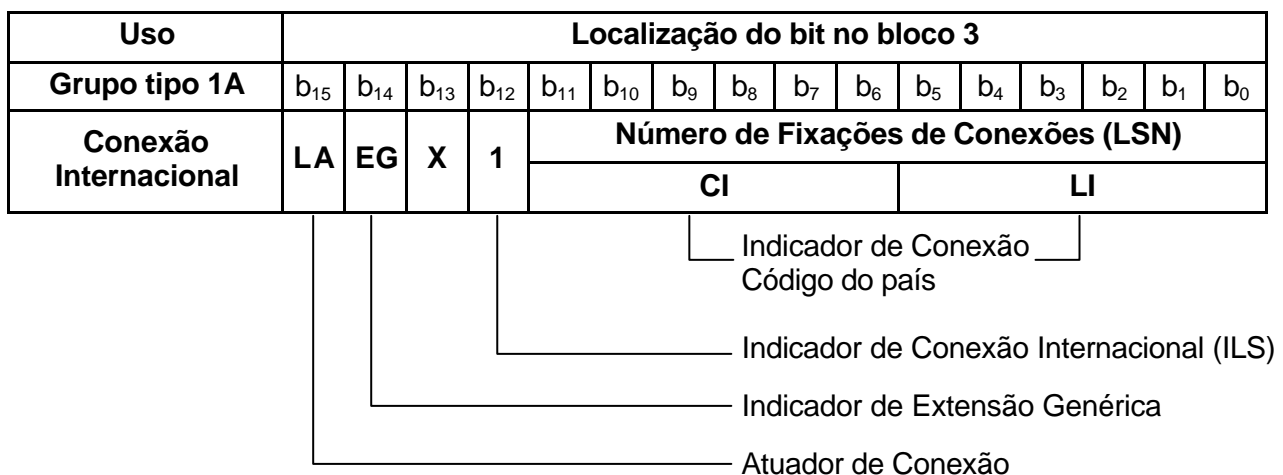 Uso Localização do bit no bloco 3
Grupo tipo 1A b15 b14 b13 b12 b11 b10 b9 b8 b7 b6 b5 b4 b3 b2 b1 b0
Conexão Internacional LA EG X 1 Número de Fixações de Conexões (LSN)
CI LI
Indicador de Conexão
Código do país
Indicador de Conexão Internacional (ILS)
Indicador de Extensão Genérica
Atuador de Conexão